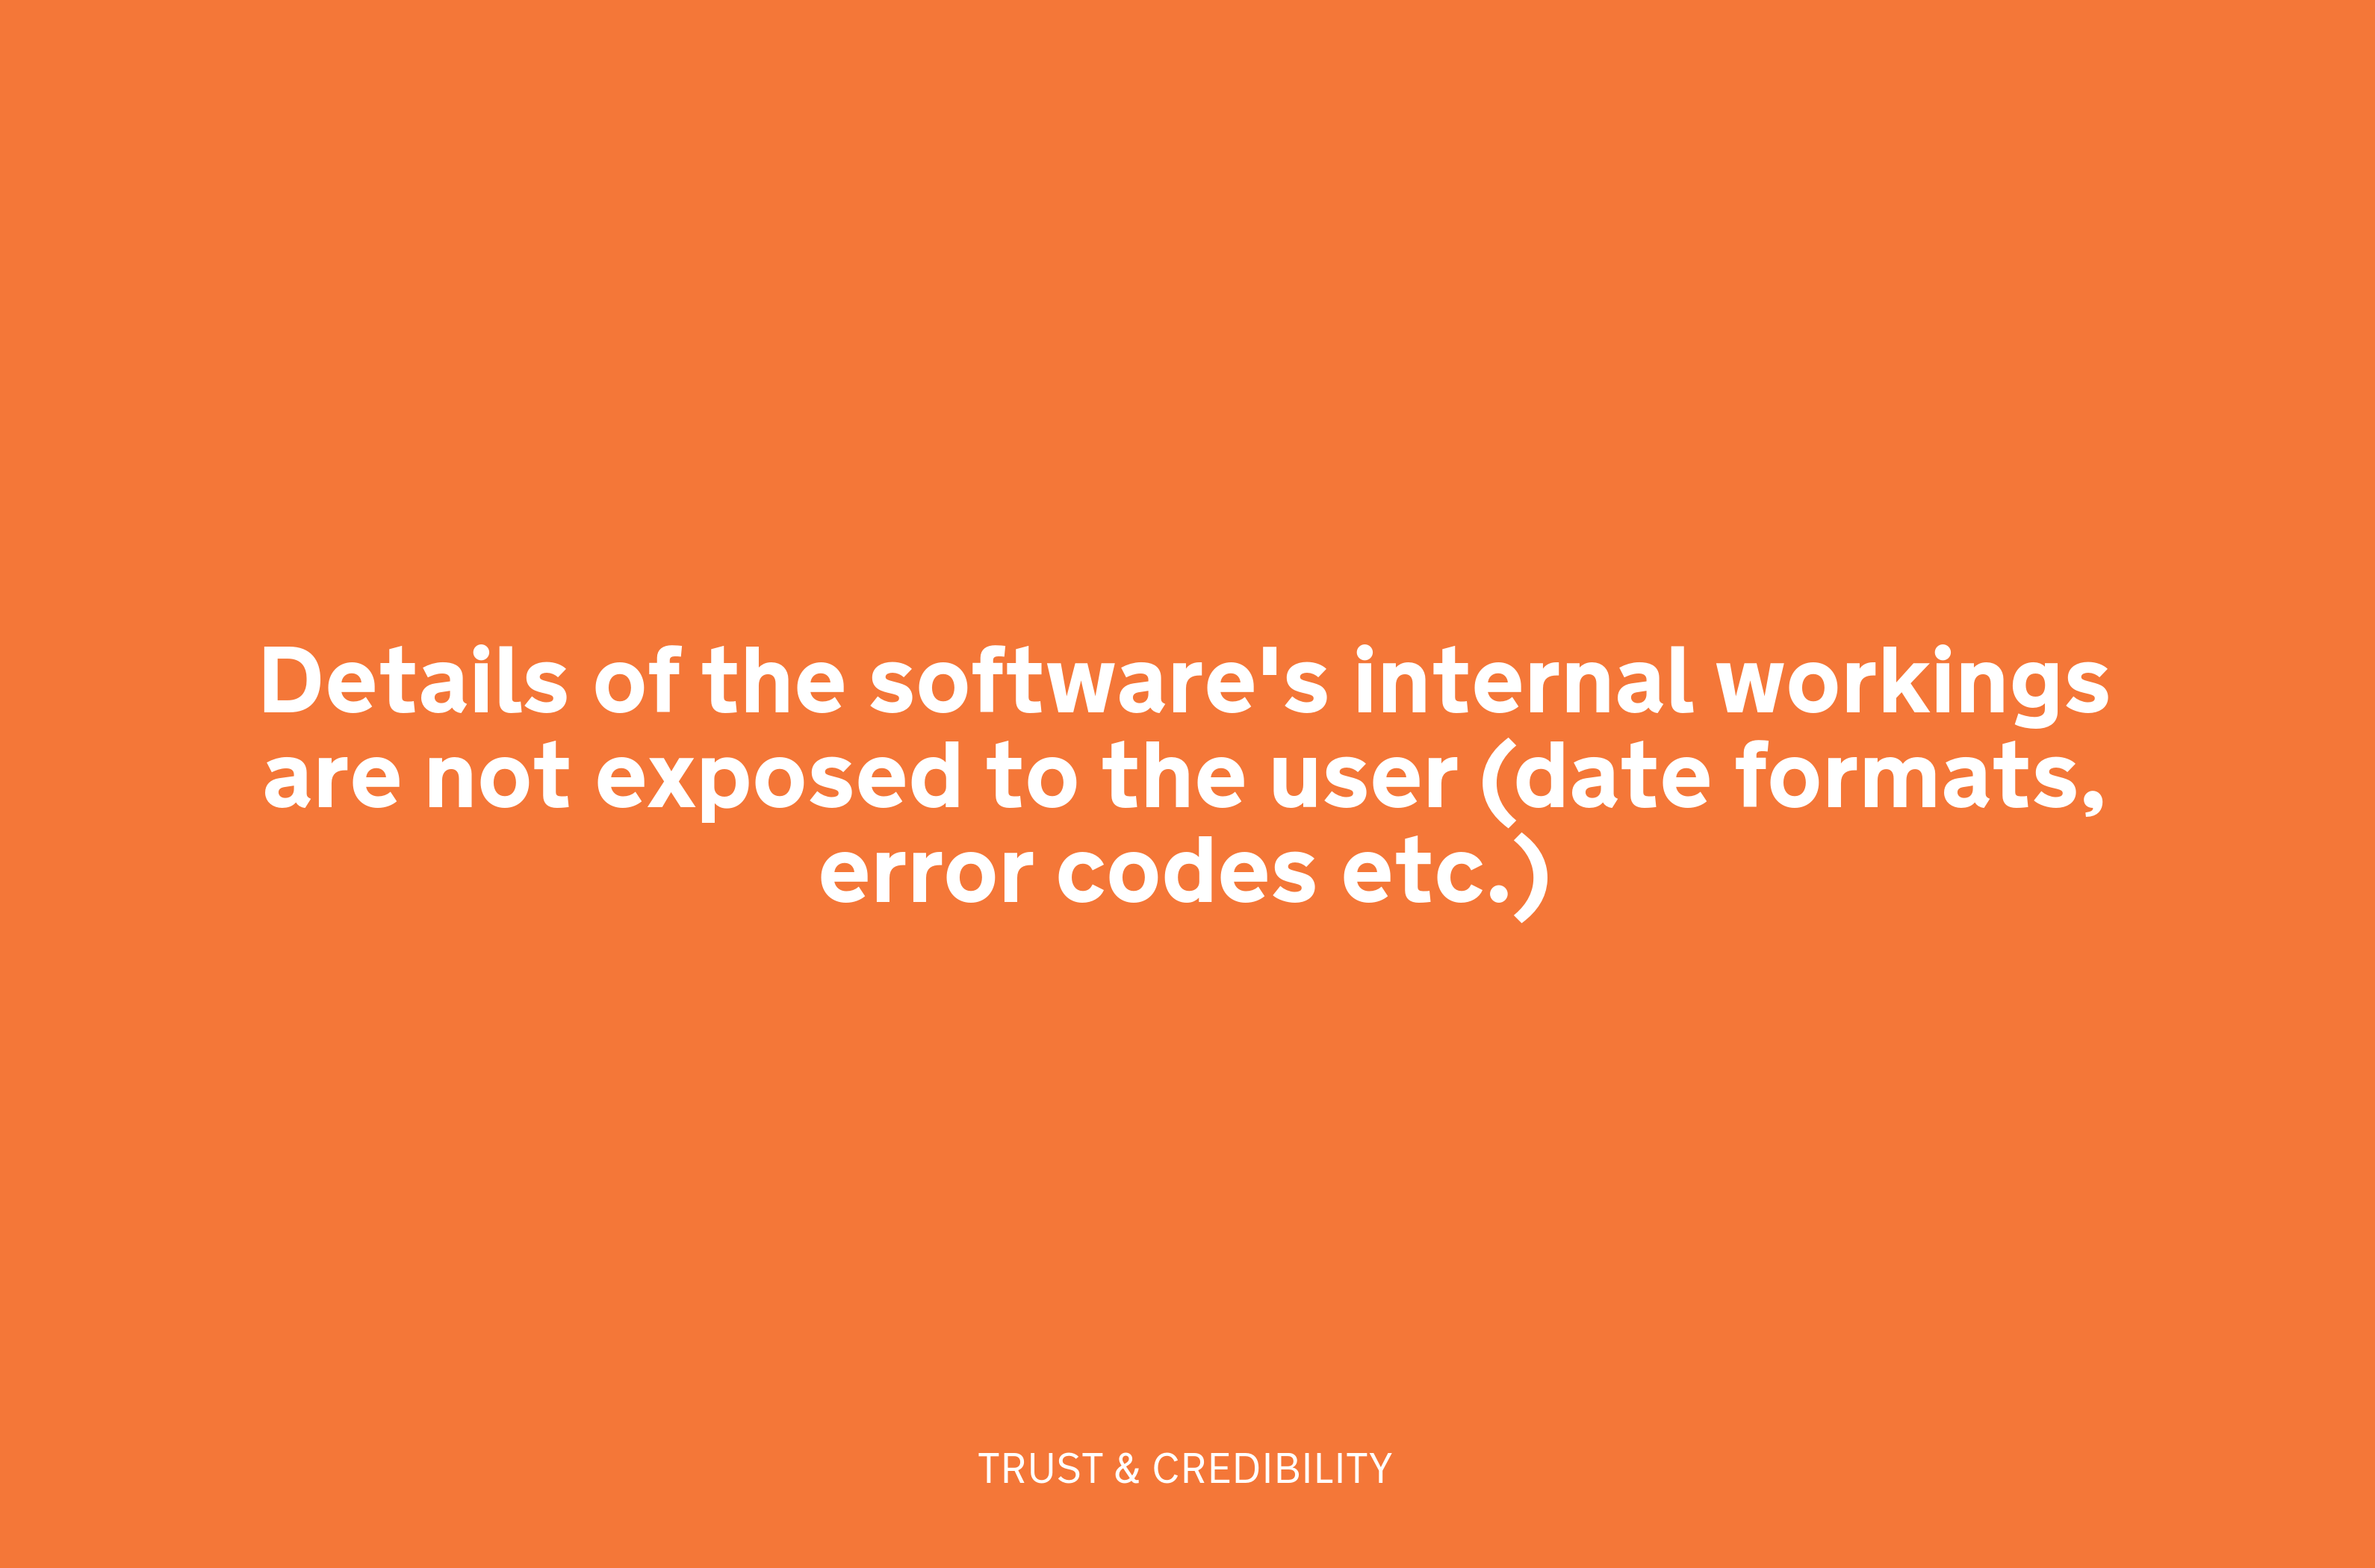 Details of the software's internal workings
are not exposed to the user (date formats,
error codes etc.)
TRUST & CREDIBILITY